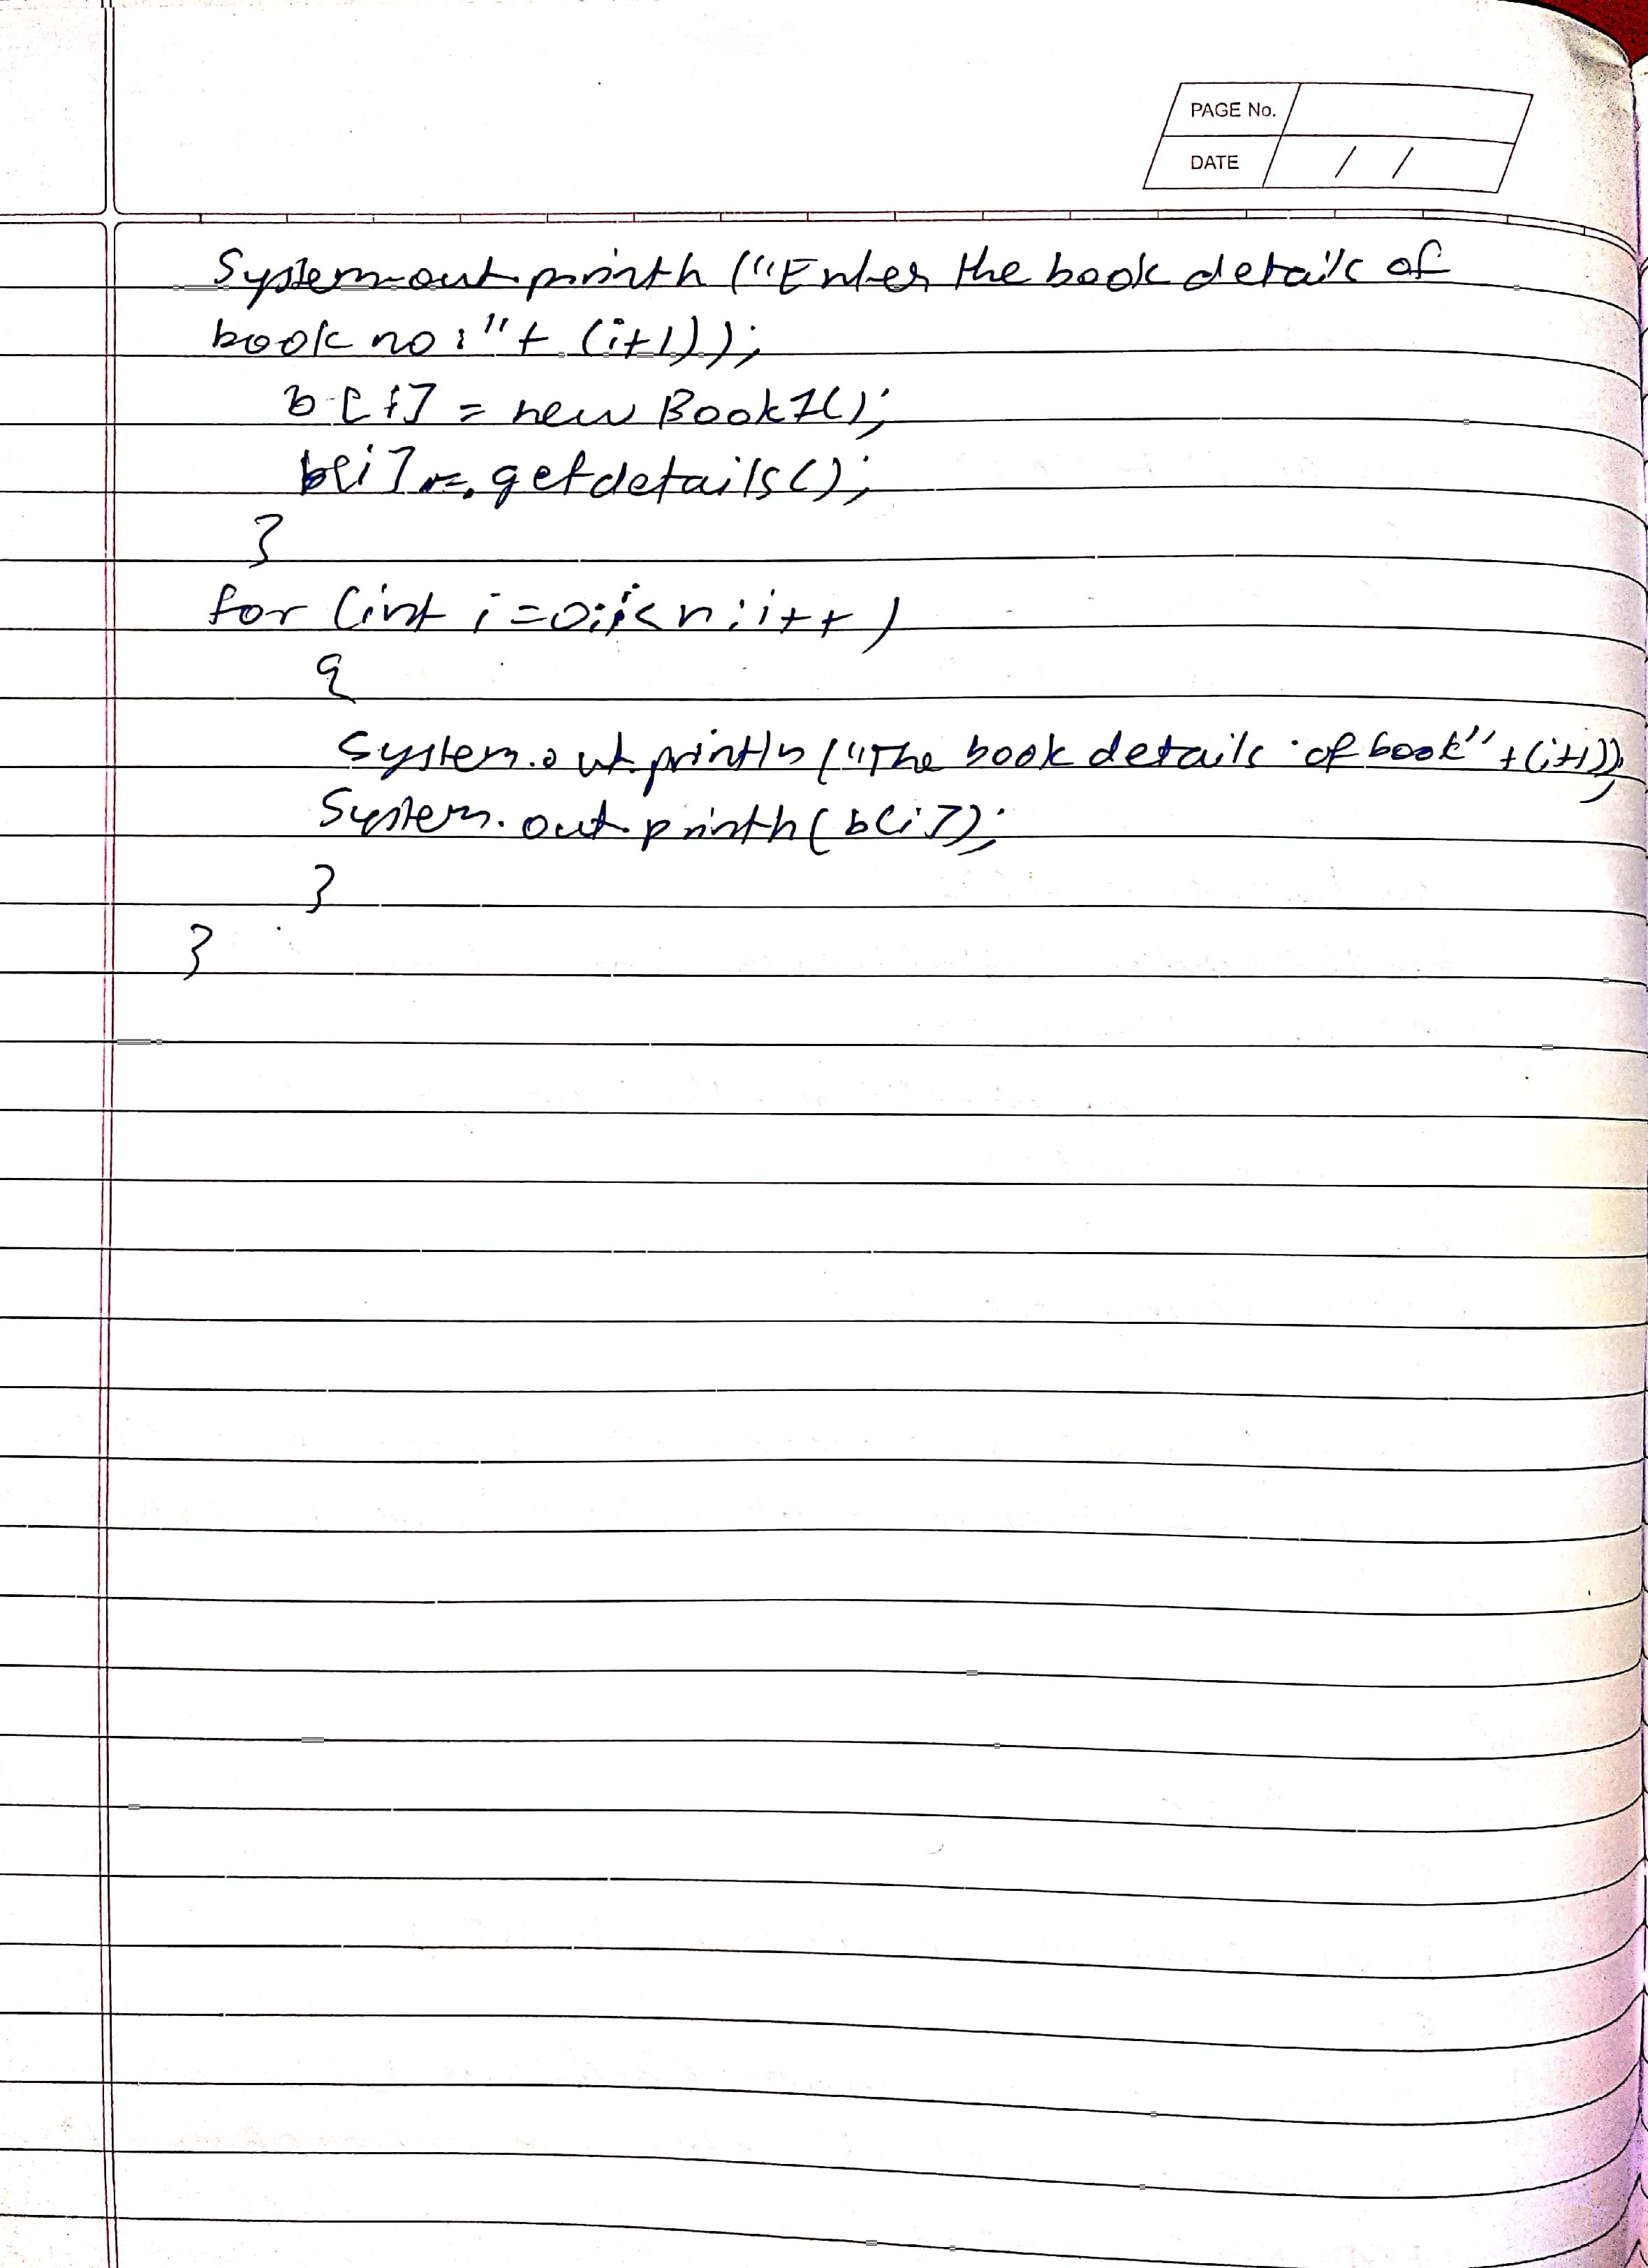 PAGE No.
DATE / /
System.out.println ("Enter the book details of
book no:" + (i+1));
b[i] = new Book1();
b[i].getdetails();
}
for (int i=0;i<n;i++)
{
System.out.println ("The book details of book" + (i+1));
System.out.println(b[i]);
}
}